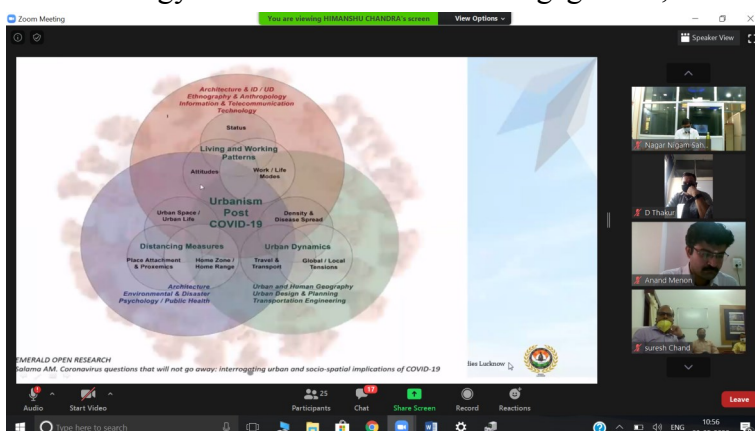 Zoom Meeting
You are viewing HIMANSHU CHANDRA's screen
View Options
Speaker View
Architecture & ID / UD
Ethnography & Anthropology
Information & Telecommunication
Technology
Status
Living and Working
Patterns
Attitudes
Work / Life
Modes
Urbanism
Post
COVID-19
Urban Space /
Urban Life
Density &
Disease Spread
Distancing Measures
Urban Dynamics
Place Attachment
& Proxemics
Home Zone /
Home Range
Travel &
Transport
Global / Local
Tensions
Architecture
Environmental & Disaster
Psychology / Public Health
Urban and Human Geography
Urban Design & Planning
Transportation Engineering
EMERALD OPEN RESEARCH
Salama AM. Coronavirus questions that will not go away: interrogating urban and socio-spatial implications of COVID-19
lies Lucknow
Nagar Nigam Sah...
D Thakur
Anand Menon
suresh Chand
Audio
Start Video
25
Participants
17
Chat
Share Screen
Record
Reactions
Leave
Type here to search
ENG
10:56